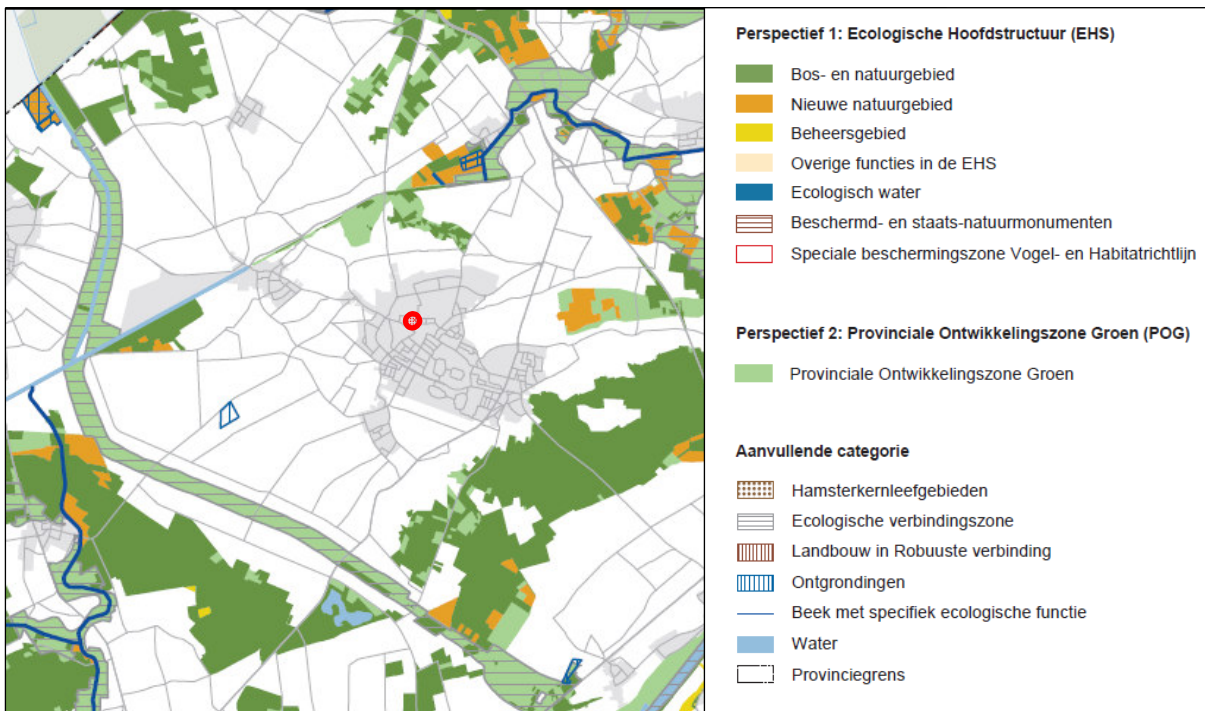 Perspectief 1: Ecologische Hoofdstructuur (EHS)
Bos- en natuurgebied
Nieuwe natuurgebied
Beheersgebied
Overige functies in de EHS
Ecologisch water
Beschermd- en staats-natuurmonumenten
Speciale beschermingszone Vogel- en Habitatrichtlijn
Perspectief 2: Provinciale Ontwikkelingszone Groen (POG)
Provinciale Ontwikkelingszone Groen
Aanvullende categorie
Hamsterkernleefgebieden
Ecologische verbindingszone
Landbouw in Robuuste verbinding
Ontgrondingen
Beek met specifiek ecologische functie
Water
Provinciegrens